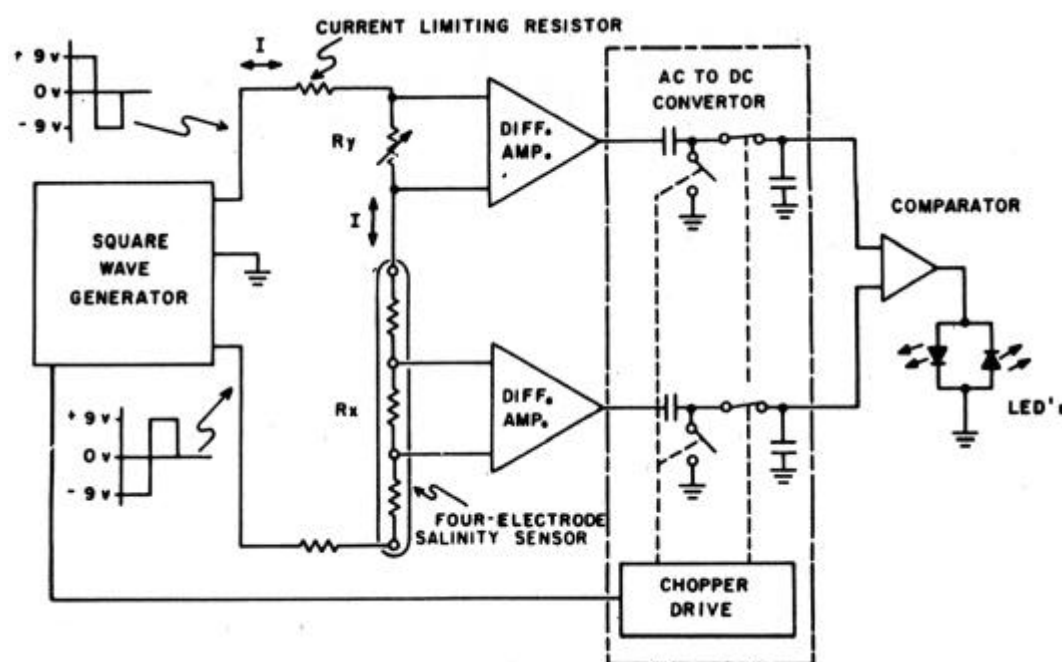 CURRENT LIMITING RESISTOR
I
+ 9v
0v
- 9v
AC TO DC
CONVERTOR
Ry
DIFF.
AMP.
I
COMPARATOR
SQUARE
WAVE
GENERATOR
Rx
DIFF.
AMP.
+ 9v
0v
- 9v
LED's
FOUR-ELECTRODE
SALINITY SENSOR
CHOPPER
DRIVE